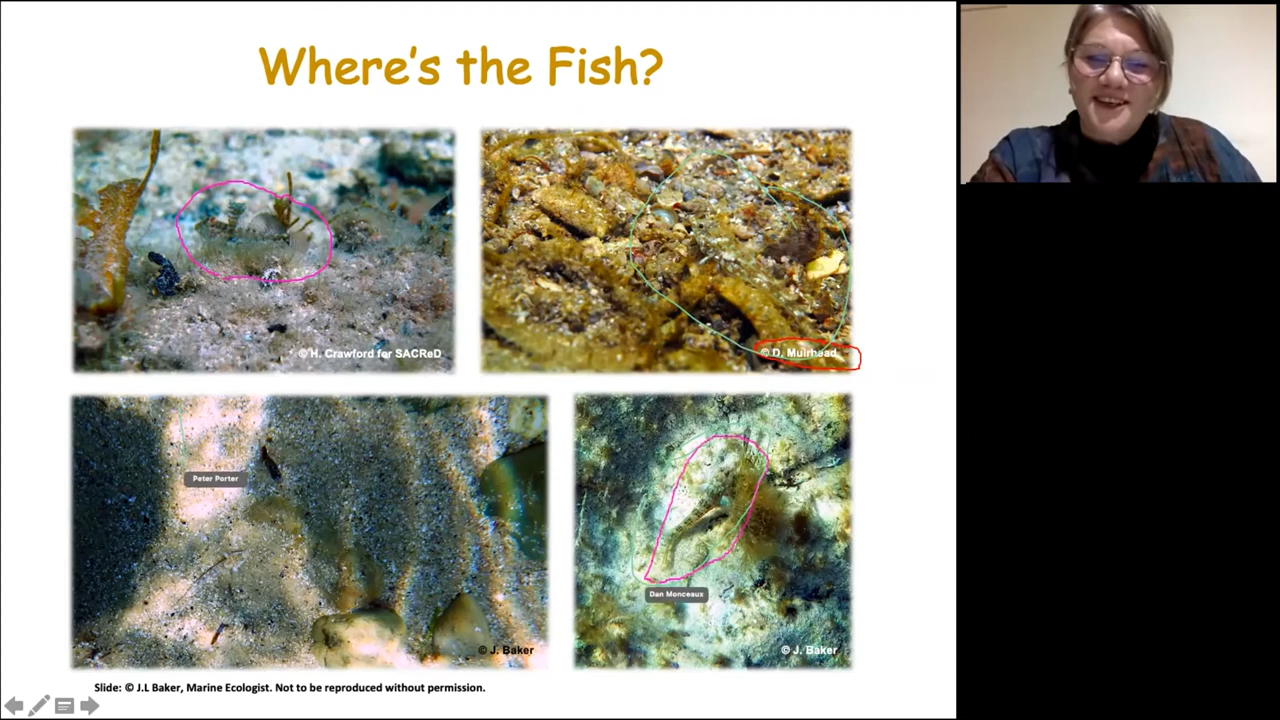 Where's the Fish?
© H. Crawford for SACReD
© D. Muirhead
Peter Porter
Dan Monceaux
© J. Baker
© J. Baker
Slide: © J.L Baker, Marine Ecologist. Not to be reproduced without permission.